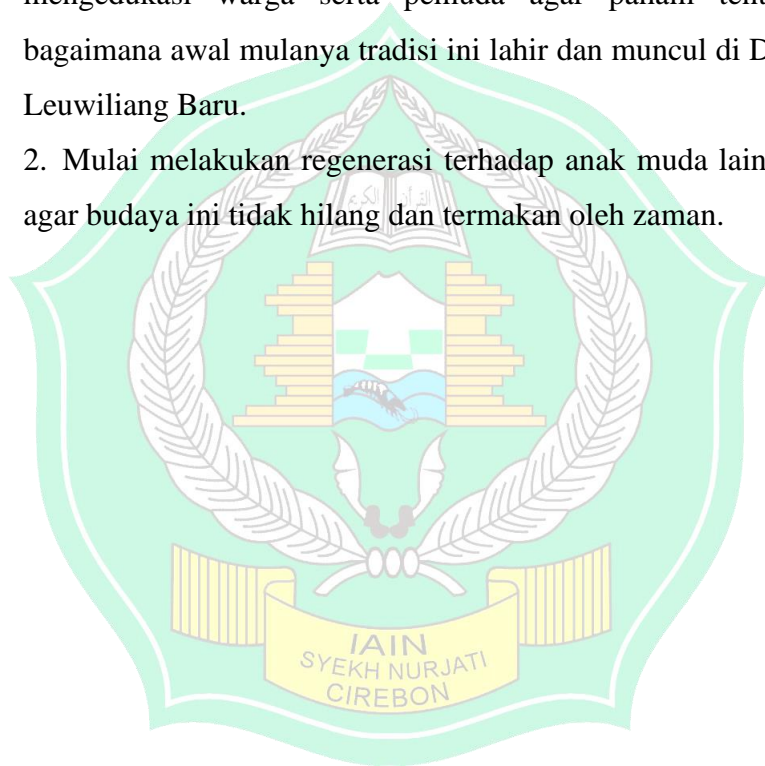 mengedukasi warga serta pemuda agar paham
bagaimana awal mulanya tradisi ini lahir dan muncul di D
Leuwiliang Baru.
2. Mulai melakukan regenerasi terhadap anak muda lain
agar budaya ini tidak hilang dan termakan oleh zaman.
القرآن الكريم
IAIN
SYEKH NURJATI
CIREBON